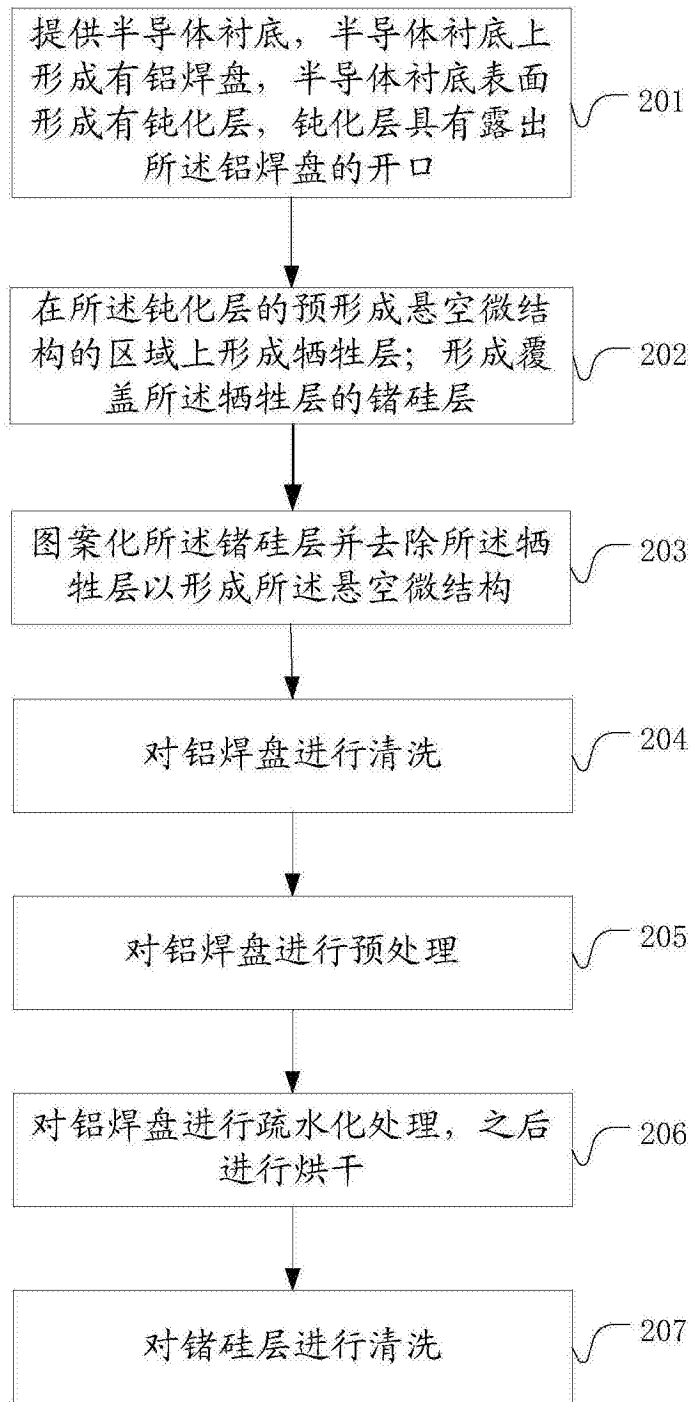 提供半导体衬底，半导体衬底上
形成有铝焊盘，半导体衬底表面
形成有钝化层，钝化层具有露出
所述铝焊盘的开口
201
在所述钝化层的预形成悬空微结
构的区域上形成牺牲层；形成覆
盖所述牺牲层的锗硅层
202
图案化所述锗硅层并去除所述牺
牲层以形成所述悬空微结构
203
对铝焊盘进行清洗
204
对铝焊盘进行预处理
205
对铝焊盘进行疏水化处理，之后
进行烘干
206
对锗硅层进行清洗
207